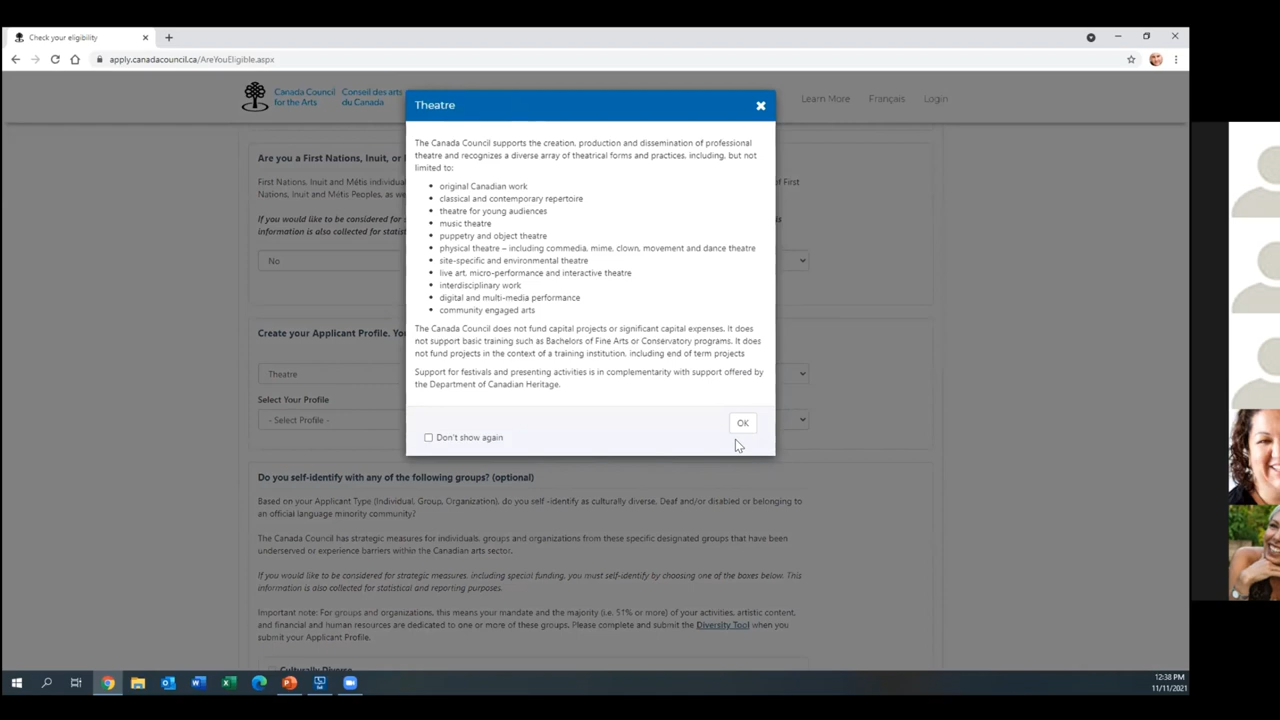 Check your eligibility
apply.canadacouncil.ca/AreYouEligible.aspx
Canada Council
for the Arts
Conseil des arts
du Canada
Learn More
Français
Login
Theatre
The Canada Council supports the creation, production and dissemination of professional
theatre and recognizes a diverse array of theatrical forms and practices, including, but not
limited to:
original Canadian work
classical and contemporary repertoire
theatre for young audiences
music theatre
puppetry and object theatre
physical theatre – including commedia, mime, clown, movement and dance theatre
site-specific and environmental theatre
live art, micro-performance and interactive theatre
interdisciplinary work
digital and multi-media performance
community engaged arts
The Canada Council does not fund capital projects or significant capital expenses. It does
not support basic training such as Bachelors of Fine Arts or Conservatory programs. It does
not fund projects in the context of a training institution, including end of term projects
Support for festivals and presenting activities is in complementarity with support offered by
the Department of Canadian Heritage.
OK
Don't show again
Are you a First Nations, Inuit, or
First Nations, Inuit and Métis individual
of First
Nations, Inuit and Métis Peoples, as we
If you would like to be considered for s
this
information is also collected for statist
No
Create your Applicant Profile. Yo
Theatre
Select Your Profile
- Select Profile -
Do you self-identify with any of the following groups? (optional)
Based on your Applicant Type (Individual, Group, Organization), do you self -identify as culturally diverse, Deaf and/or disabled or belonging to
an official language minority community?
The Canada Council has strategic measures for individuals, groups and organizations from these specific designated groups that have been
underserved or experience barriers within the Canadian arts sector.
If you would like to be considered for strategic measures, including special funding, you must self-identify by choosing one of the boxes below. This
information is also collected for statistical and reporting purposes.
Important note: For groups and organizations, this means your mandate and the majority (i.e. 51% or more) of your activities, artistic content,
and financial and human resources are dedicated to one or more of these groups. Please complete and submit the Diversity Tool when you
submit your Applicant Profile.
Culturally Diverse
12:38 PM
11/11/2021